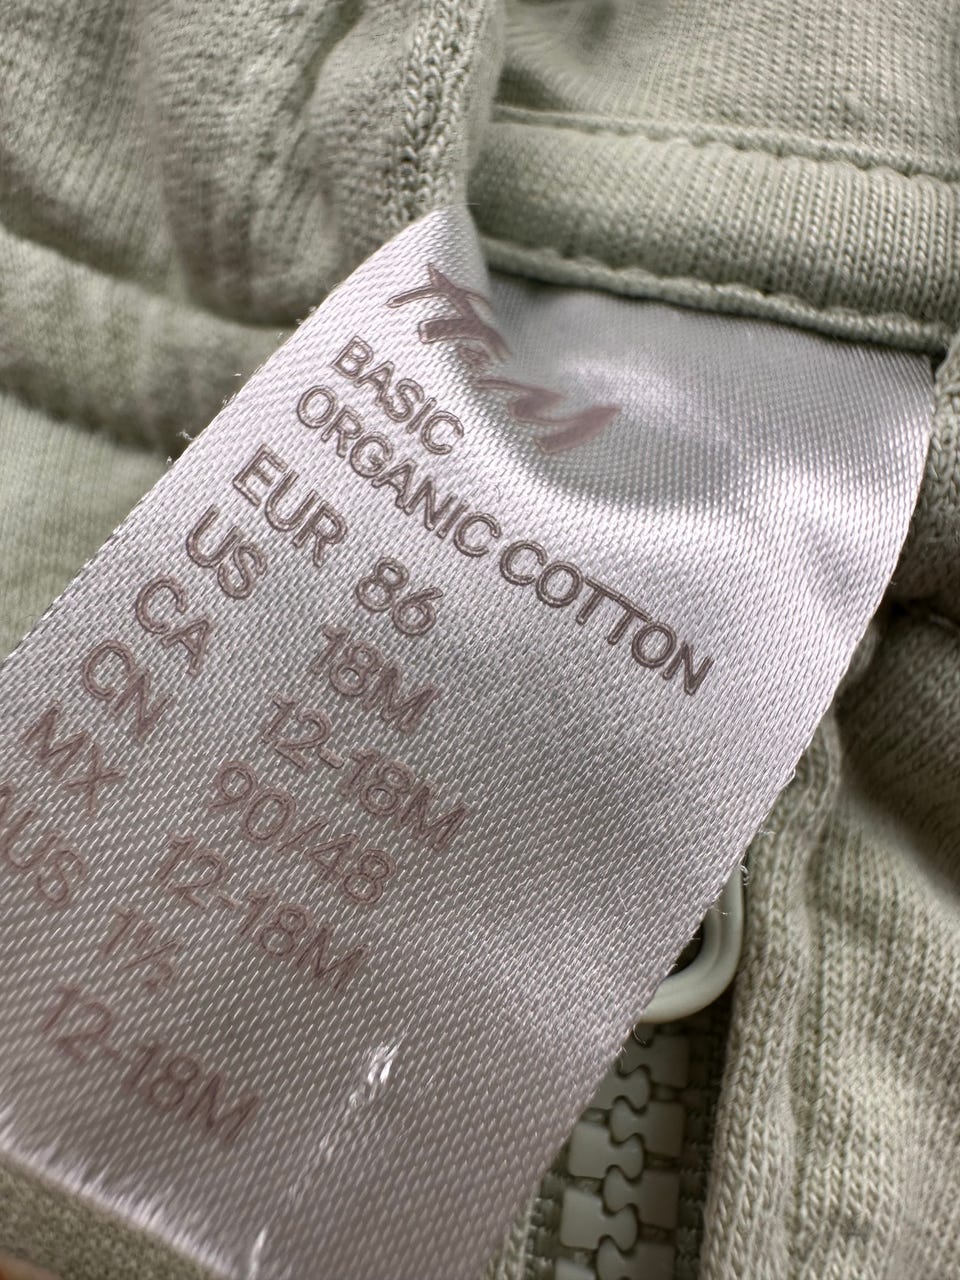 H&M
BASIC
ORGANIC COTTON
EUR 86
US 18M
CA 12-18M
CN 90/48
MX 12-18M
AUS 1½
12-18M